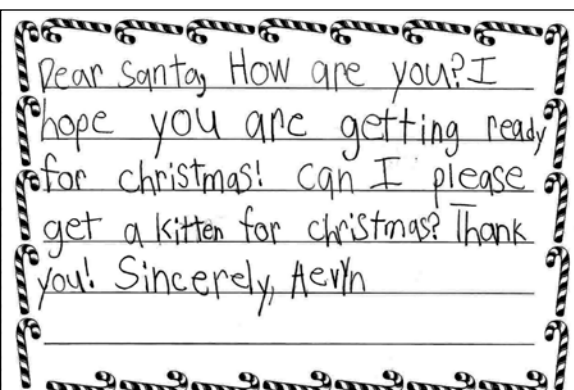 Dear Santa, How are you? I
hope you are getting ready
for christmas! can I please
get a kitten for christmas? Thank
you! Sincerely, Aevyn